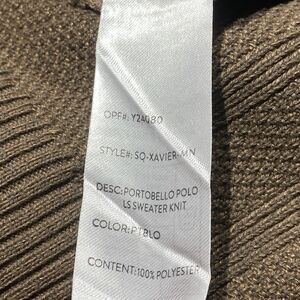 OPF#: Y24080
STYLE#: SQ-XAVIER-MN
DESC:PORTOBELLO POLO
LS SWEATER KNIT
COLOR:PTBLO
CONTENT:100% POLYESTER